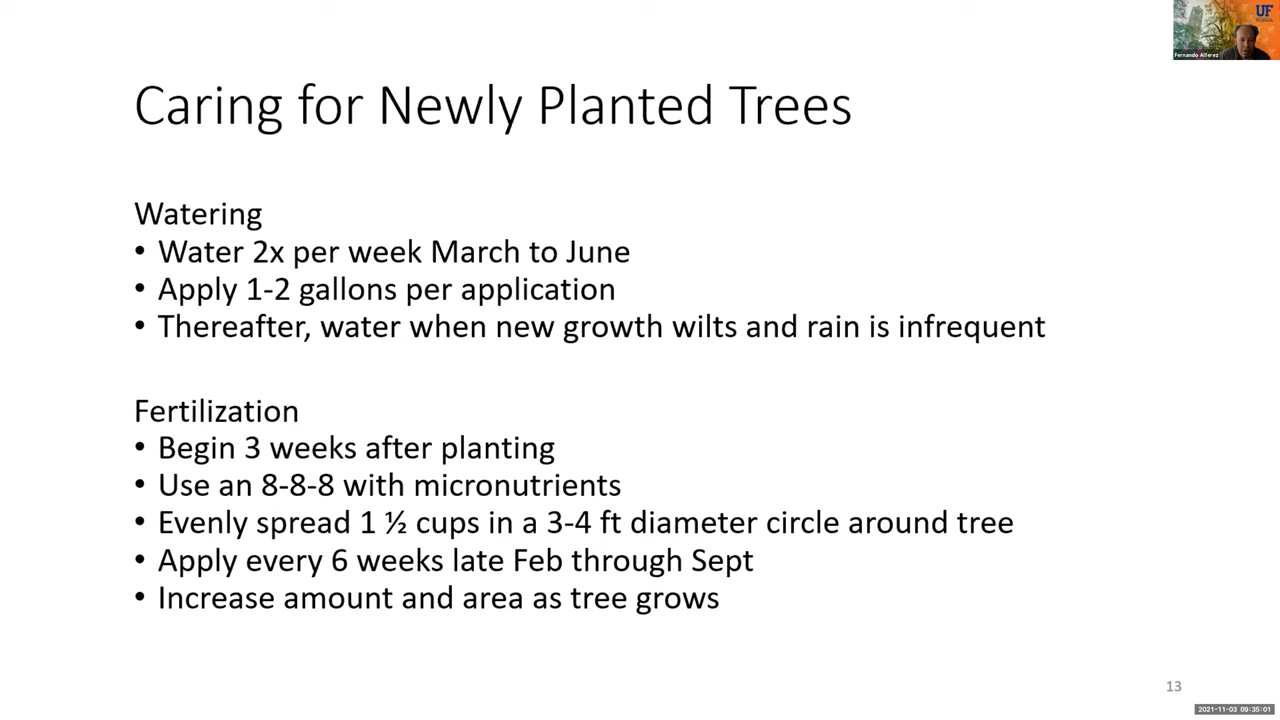 UF
Fernando Alferez
Caring for Newly Planted Trees
Watering
• Water 2x per week March to June
• Apply 1-2 gallons per application
• Thereafter, water when new growth wilts and rain is infrequent
Fertilization
• Begin 3 weeks after planting
• Use an 8-8-8 with micronutrients
• Evenly spread 1 ½ cups in a 3-4 ft diameter circle around tree
• Apply every 6 weeks late Feb through Sept
• Increase amount and area as tree grows
13
2021-11-03 09:35:01